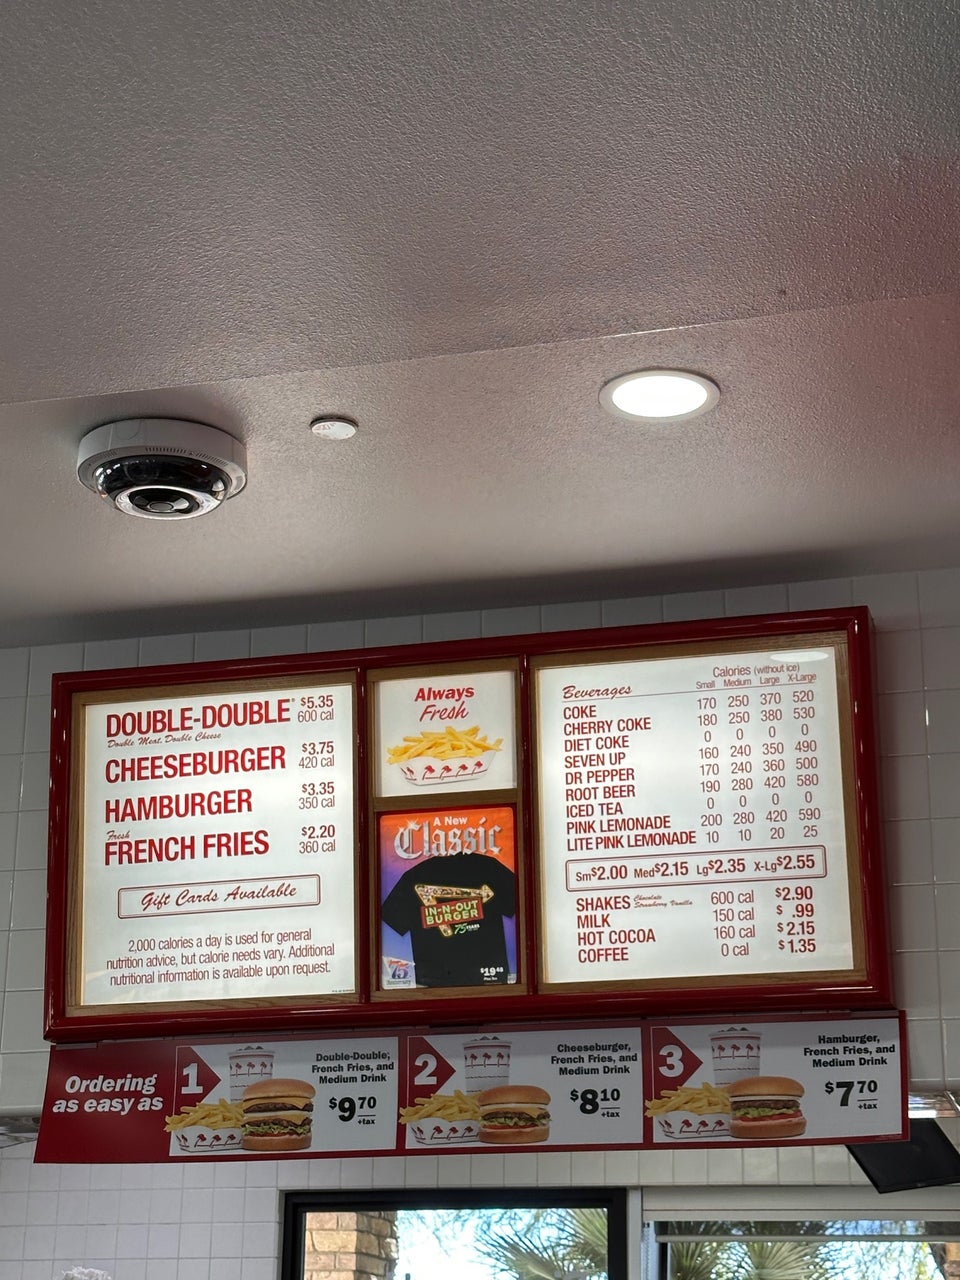 DOUBLE-DOUBLE® $5.35
Double Meat. Double Cheese 600 cal
CHEESEBURGER $3.75
420 cal
HAMBURGER $3.35
350 cal
Fresh
FRENCH FRIES $2.20
360 cal
Gift Cards Available
2,000 calories a day is used for general
nutrition advice, but calorie needs vary. Additional
nutritional information is available upon request.
Always
Fresh
A New
Classic
IN-N-OUT
BURGER
75 YEARS
75
Anniversary
$19.48
Plus Tax
Calories (without ice)
Beverages Small Medium Large X-Large
COKE 170 250 370 520
CHERRY COKE 180 250 380 530
DIET COKE 0 0 0 0
SEVEN UP 160 240 350 490
DR PEPPER 170 240 360 500
ROOT BEER 190 280 420 580
ICED TEA 0 0 0 0
PINK LEMONADE 200 280 420 590
LITE PINK LEMONADE 10 10 20 25
Sm$2.00 Med$2.15 Lg$2.35 X-Lg$2.55
SHAKES Chocolate Strawberry Vanilla 600 cal $2.90
MILK 150 cal $ .99
HOT COCOA 160 cal $2.15
COFFEE 0 cal $1.35
Ordering
as easy as
1
Double-Double,
French Fries, and
Medium Drink
$9.70
+tax
2
Cheeseburger,
French Fries, and
Medium Drink
$8.10
+tax
3
Hamburger,
French Fries, and
Medium Drink
$7.70
+tax